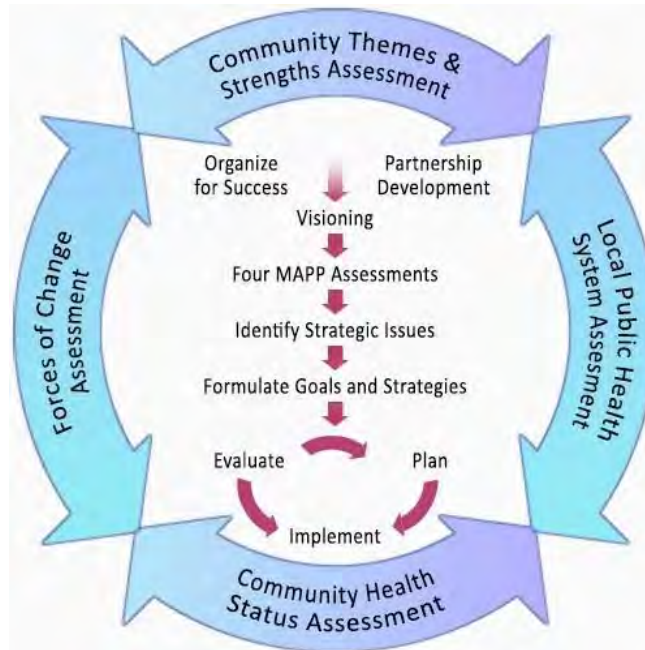 Community Themes &
Strengths Assessment
Organize
for Success
Partnership
Development
Visioning
Four MAPP Assessments
Identify Strategic Issues
Formulate Goals and Strategies
Evaluate
Plan
Implement
Forces of Change
Assessment
Local Public Health
System Assesment
Community Health
Status Assessment